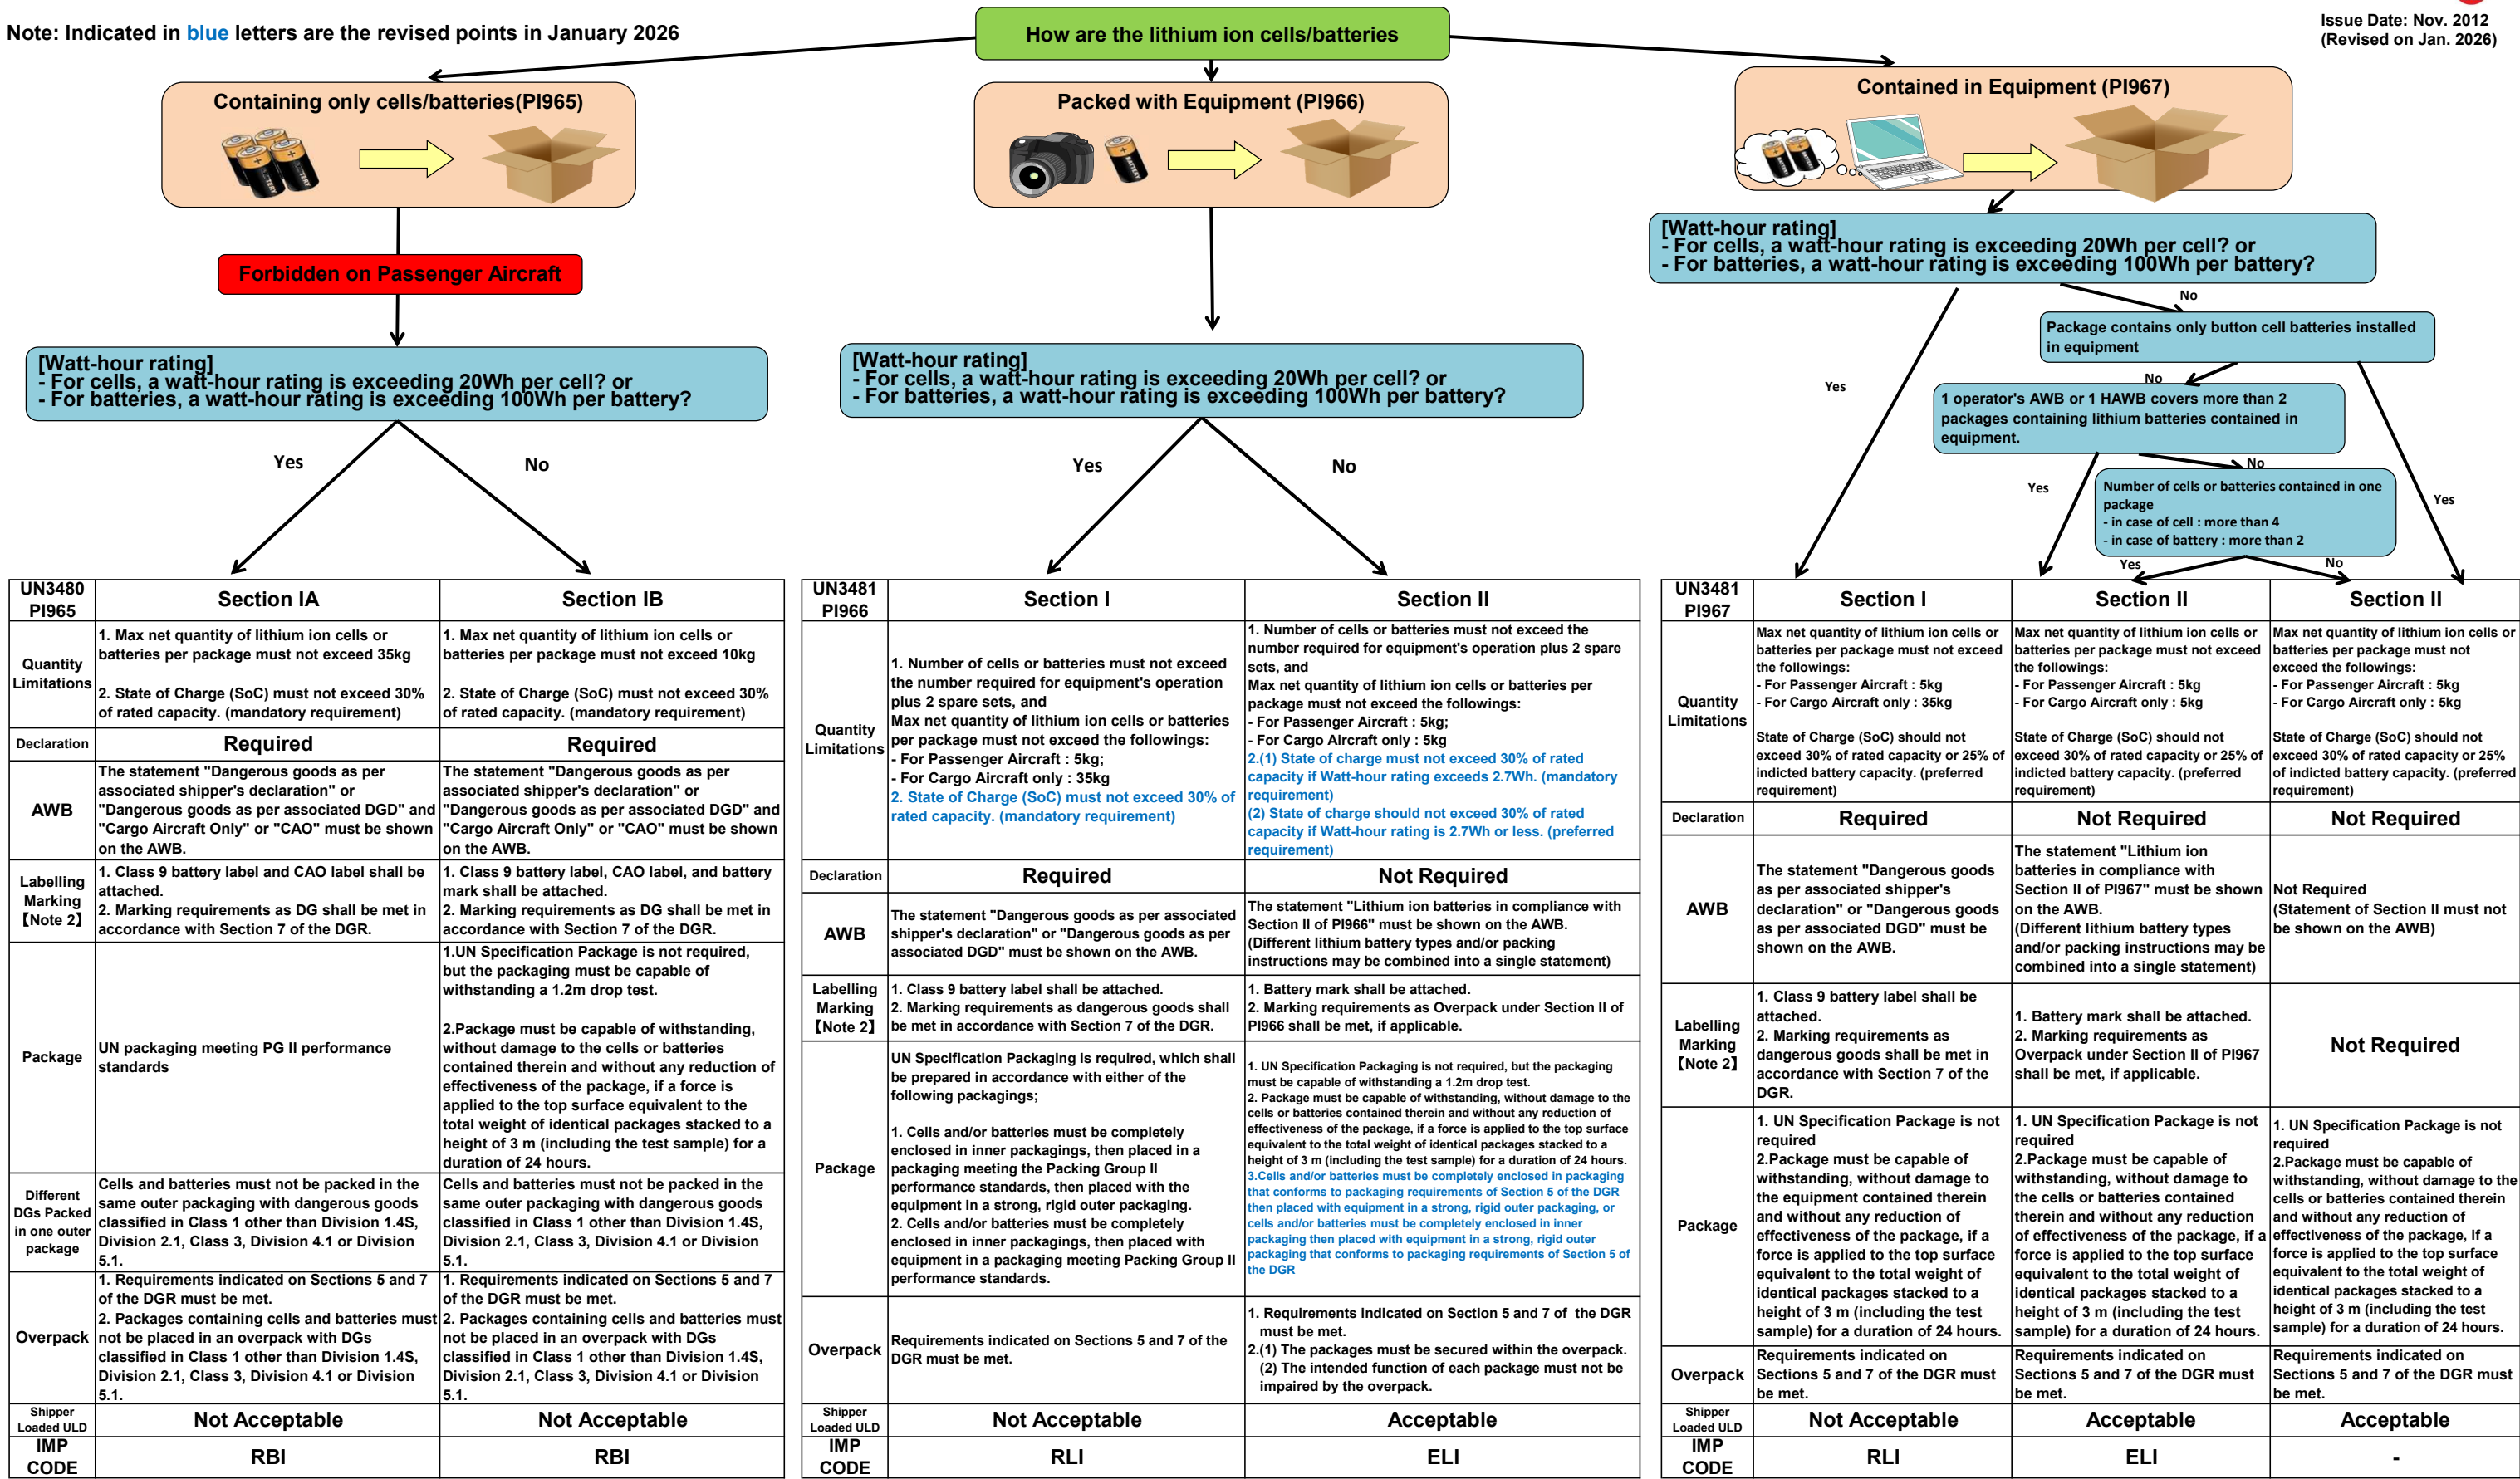 Note: Indicated in blue letters are the revised points in January 2026
Issue Date: Nov. 2012
(Revised on Jan. 2026)
How are the lithium ion cells/batteries
Containing only cells/batteries(PI965)
Packed with Equipment (PI966)
BATTERY
Contained in Equipment (PI967)
Forbidden on Passenger Aircraft
[Watt-hour rating]
- For cells, a watt-hour rating is exceeding 20Wh per cell? or
- For batteries, a watt-hour rating is exceeding 100Wh per battery?
Yes
No
[Watt-hour rating]
- For cells, a watt-hour rating is exceeding 20Wh per cell? or
- For batteries, a watt-hour rating is exceeding 100Wh per battery?
Yes
No
[Watt-hour rating]
- For cells, a watt-hour rating is exceeding 20Wh per cell? or
- For batteries, a watt-hour rating is exceeding 100Wh per battery?
Yes
No
Package contains only button cell batteries installed
in equipment
No
Yes
1 operator's AWB or 1 HAWB covers more than 2
packages containing lithium batteries contained in
equipment.
Yes
No
Number of cells or batteries contained in one
package
- in case of cell : more than 4
- in case of battery : more than 2
Yes
No
UN3480
PI965
Section IA
Section IB
Quantity
Limitations
1. Max net quantity of lithium ion cells or
batteries per package must not exceed 35kg
2. State of Charge (SoC) must not exceed 30%
of rated capacity. (mandatory requirement)
1. Max net quantity of lithium ion cells or
batteries per package must not exceed 10kg
2. State of Charge (SoC) must not exceed 30%
of rated capacity. (mandatory requirement)
Declaration
Required
Required
AWB
The statement "Dangerous goods as per
associated shipper's declaration" or
"Dangerous goods as per associated DGD" and
"Cargo Aircraft Only" or "CAO" must be shown
on the AWB.
The statement "Dangerous goods as per
associated shipper's declaration" or
"Dangerous goods as per associated DGD" and
"Cargo Aircraft Only" or "CAO" must be shown
on the AWB.
Labelling
Marking
【Note 2】
1. Class 9 battery label and CAO label shall be
attached.
2. Marking requirements as DG shall be met in
accordance with Section 7 of the DGR.
1. Class 9 battery label, CAO label, and battery
mark shall be attached.
2. Marking requirements as DG shall be met in
accordance with Section 7 of the DGR.
Package
UN packaging meeting PG II performance
standards
1.UN Specification Package is not required,
but the packaging must be capable of
withstanding a 1.2m drop test.
2.Package must be capable of withstanding,
without damage to the cells or batteries
contained therein and without any reduction of
effectiveness of the package, if a force is
applied to the top surface equivalent to the
total weight of identical packages stacked to a
height of 3 m (including the test sample) for a
duration of 24 hours.
Different
DGs Packed
in one outer
package
Cells and batteries must not be packed in the
same outer packaging with dangerous goods
classified in Class 1 other than Division 1.4S,
Division 2.1, Class 3, Division 4.1 or Division
5.1.
Cells and batteries must not be packed in the
same outer packaging with dangerous goods
classified in Class 1 other than Division 1.4S,
Division 2.1, Class 3, Division 4.1 or Division
5.1.
Overpack
1. Requirements indicated on Sections 5 and 7
of the DGR must be met.
2. Packages containing cells and batteries must
not be placed in an overpack with DGs
classified in Class 1 other than Division 1.4S,
Division 2.1, Class 3, Division 4.1 or Division
5.1.
1. Requirements indicated on Sections 5 and 7
of the DGR must be met.
2. Packages containing cells and batteries must
not be placed in an overpack with DGs
classified in Class 1 other than Division 1.4S,
Division 2.1, Class 3, Division 4.1 or Division
5.1.
Shipper
Loaded ULD
Not Acceptable
Not Acceptable
IMP
CODE
RBI
RBI
UN3481
PI966
Section I
Section II
Quantity
Limitations
1. Number of cells or batteries must not exceed
the number required for equipment's operation
plus 2 spare sets, and
Max net quantity of lithium ion cells or batteries
per package must not exceed the followings:
- For Passenger Aircraft : 5kg;
- For Cargo Aircraft only : 35kg
2. State of Charge (SoC) must not exceed 30% of
rated capacity. (mandatory requirement)
1. Number of cells or batteries must not exceed the
number required for equipment's operation plus 2 spare
sets, and
Max net quantity of lithium ion cells or batteries per
package must not exceed the followings:
- For Passenger Aircraft : 5kg;
- For Cargo Aircraft only : 5kg
2.(1) State of charge must not exceed 30% of rated
capacity if Watt-hour rating exceeds 2.7Wh. (mandatory
requirement)
(2) State of charge should not exceed 30% of rated
capacity if Watt-hour rating is 2.7Wh or less. (preferred
requirement)
Declaration
Required
Not Required
AWB
The statement "Dangerous goods as per associated
shipper's declaration" or "Dangerous goods as per
associated DGD" must be shown on the AWB.
The statement "Lithium ion batteries in compliance with
Section II of PI966" must be shown on the AWB.
(Different lithium battery types and/or packing
instructions may be combined into a single statement)
Labelling
Marking
【Note 2】
1. Class 9 battery label shall be attached.
2. Marking requirements as dangerous goods shall
be met in accordance with Section 7 of the DGR.
1. Battery mark shall be attached.
2. Marking requirements as Overpack under Section II of
PI966 shall be met, if applicable.
Package
UN Specification Packaging is required, which shall
be prepared in accordance with either of the
following packagings;
1. Cells and/or batteries must be completely
enclosed in inner packagings, then placed in a
packaging meeting the Packing Group II
performance standards, then placed with the
equipment in a strong, rigid outer packaging.
2. Cells and/or batteries must be completely
enclosed in inner packagings, then placed with
equipment in a packaging meeting Packing Group II
performance standards.
1. UN Specification Packaging is not required, but the packaging
must be capable of withstanding a 1.2m drop test.
2. Package must be capable of withstanding, without damage to the
cells or batteries contained therein and without any reduction of
effectiveness of the package, if a force is applied to the top surface
equivalent to the total weight of identical packages stacked to a
height of 3 m (including the test sample) for a duration of 24 hours.
3.Cells and/or batteries must be completely enclosed in packaging
that conforms to packaging requirements of Section 5 of the DGR
then placed with equipment in a strong, rigid outer packaging, or
cells and/or batteries must be completely enclosed in inner
packaging then placed with equipment in a strong, rigid outer
packaging that conforms to packaging requirements of Section 5 of
the DGR
Overpack
Requirements indicated on Sections 5 and 7 of the
DGR must be met.
1. Requirements indicated on Section 5 and 7 of the DGR
must be met.
2.(1) The packages must be secured within the overpack.
(2) The intended function of each package must not be
impaired by the overpack.
Shipper
Loaded ULD
Not Acceptable
Acceptable
IMP
CODE
RLI
ELI
UN3481
PI967
Section I
Section II
Section II
Quantity
Limitations
Max net quantity of lithium ion cells or
batteries per package must not exceed
the followings:
- For Passenger Aircraft : 5kg
- For Cargo Aircraft only : 35kg
State of Charge (SoC) should not
exceed 30% of rated capacity or 25% of
indicted battery capacity. (preferred
requirement)
Max net quantity of lithium ion cells or
batteries per package must not exceed
the followings:
- For Passenger Aircraft : 5kg
- For Cargo Aircraft only : 5kg
State of Charge (SoC) should not
exceed 30% of rated capacity or 25% of
indicted battery capacity. (preferred
requirement)
Max net quantity of lithium ion cells or
batteries per package must not
exceed the followings:
- For Passenger Aircraft : 5kg
- For Cargo Aircraft only : 5kg
State of Charge (SoC) should not
exceed 30% of rated capacity or 25%
of indicted battery capacity. (preferred
requirement)
Declaration
Required
Not Required
Not Required
AWB
The statement "Dangerous goods
as per associated shipper's
declaration" or "Dangerous goods
as per associated DGD" must be
shown on the AWB.
The statement "Lithium ion
batteries in compliance with
Section II of PI967" must be shown
on the AWB.
(Different lithium battery types
and/or packing instructions may be
combined into a single statement)
Not Required
(Statement of Section II must not
be shown on the AWB)
Labelling
Marking
【Note 2】
1. Class 9 battery label shall be
attached.
2. Marking requirements as
dangerous goods shall be met in
accordance with Section 7 of the
DGR.
1. Battery mark shall be attached.
2. Marking requirements as
Overpack under Section II of PI967
shall be met, if applicable.
Not Required
Package
1. UN Specification Package is not
required
2.Package must be capable of
withstanding, without damage to
the equipment contained therein
and without any reduction of
effectiveness of the package, if a
force is applied to the top surface
equivalent to the total weight of
identical packages stacked to a
height of 3 m (including the test
sample) for a duration of 24 hours.
1. UN Specification Package is not
required
2.Package must be capable of
withstanding, without damage to
the cells or batteries contained
therein and without any reduction
of effectiveness of the package, if a
force is applied to the top surface
equivalent to the total weight of
identical packages stacked to a
height of 3 m (including the test
sample) for a duration of 24 hours.
1. UN Specification Package is not
required
2.Package must be capable of
withstanding, without damage to the
cells or batteries contained therein
and without any reduction of
effectiveness of the package, if a
force is applied to the top surface
equivalent to the total weight of
identical packages stacked to a
height of 3 m (including the test
sample) for a duration of 24 hours.
Overpack
Requirements indicated on
Sections 5 and 7 of the DGR must
be met.
Requirements indicated on
Sections 5 and 7 of the DGR must
be met.
Requirements indicated on
Sections 5 and 7 of the DGR must
be met.
Shipper
Loaded ULD
Not Acceptable
Acceptable
Acceptable
IMP
CODE
RLI
ELI
-